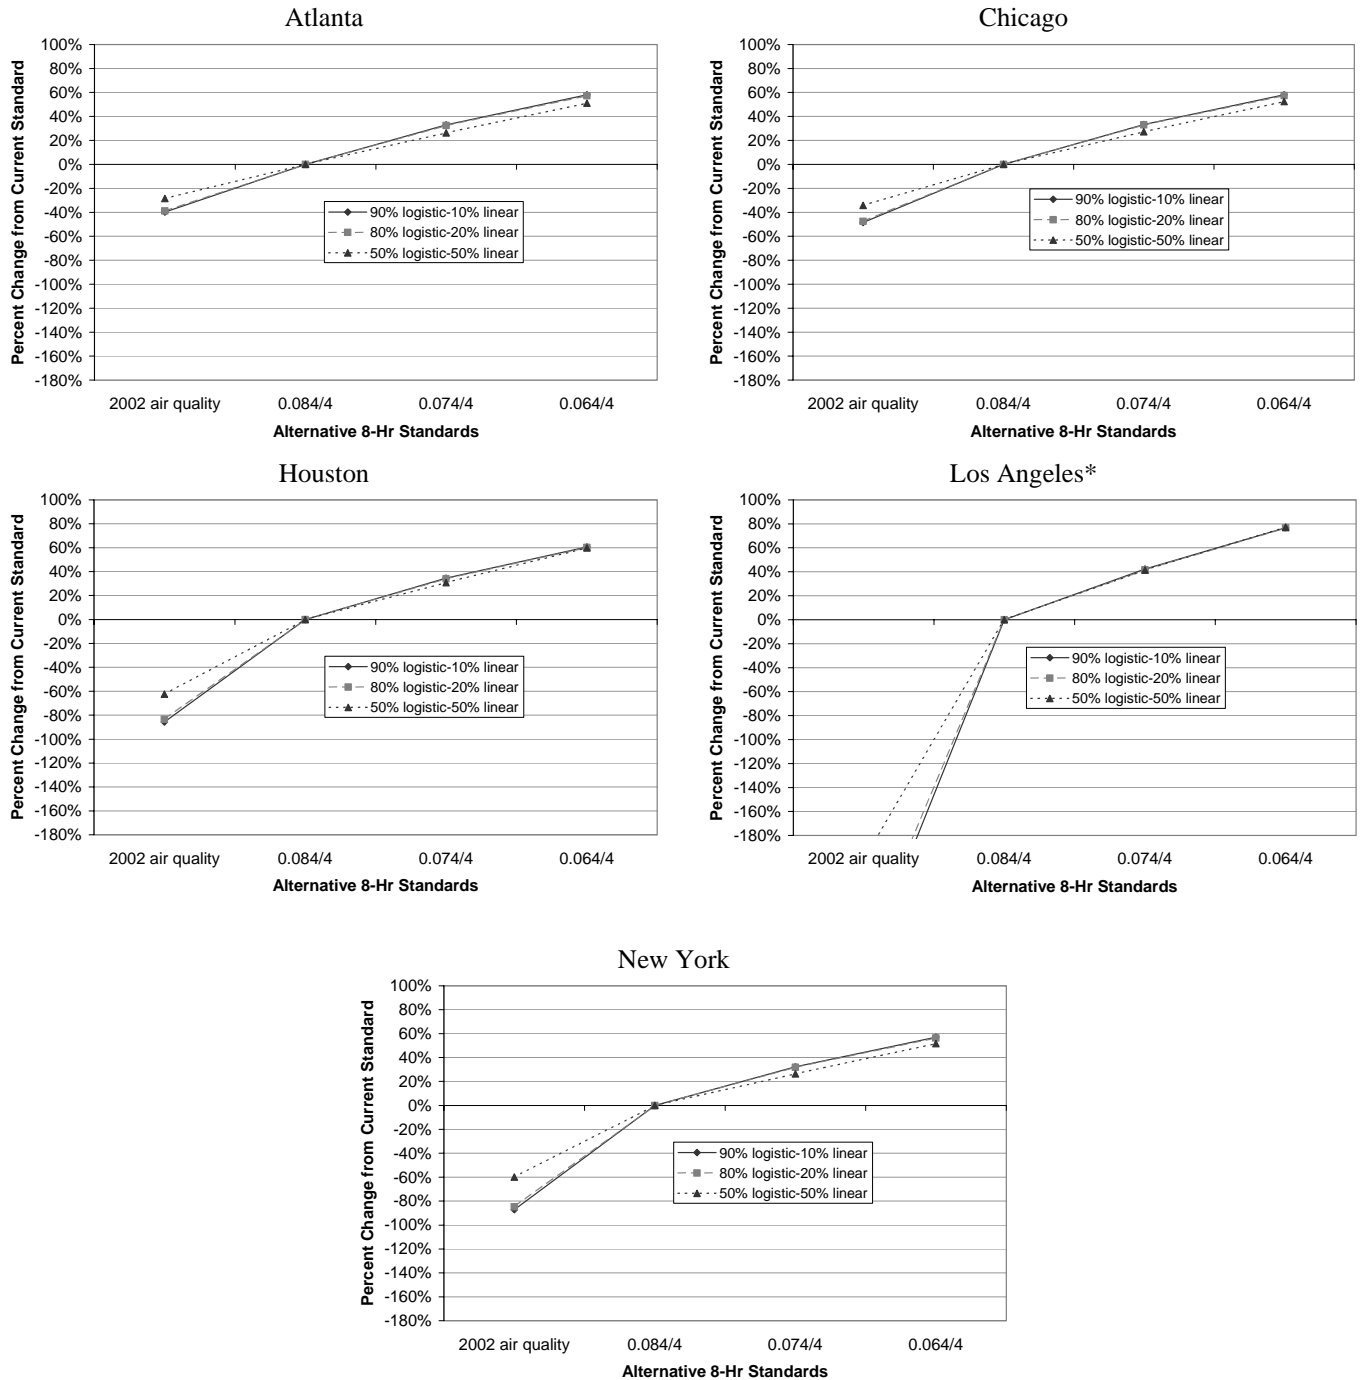 Atlanta
Percent Change from Current Standard
100%
80%
60%
40%
20%
0%
-20%
-40%
-60%
-80%
-100%
-120%
-140%
-160%
-180%
90% logistic-10% linear
80% logistic-20% linear
50% logistic-50% linear
2002 air quality 0.084/4 0.074/4 0.064/4
Alternative 8-Hr Standards
Chicago
Percent Change from Current Standard
100%
80%
60%
40%
20%
0%
-20%
-40%
-60%
-80%
-100%
-120%
-140%
-160%
-180%
90% logistic-10% linear
80% logistic-20% linear
50% logistic-50% linear
2002 air quality 0.084/4 0.074/4 0.064/4
Alternative 8-Hr Standards
Houston
Percent Change from Current Standard
100%
80%
60%
40%
20%
0%
-20%
-40%
-60%
-80%
-100%
-120%
-140%
-160%
-180%
90% logistic-10% linear
80% logistic-20% linear
50% logistic-50% linear
2002 air quality 0.084/4 0.074/4 0.064/4
Alternative 8-Hr Standards
Los Angeles*
Percent Change from Current Standard
100%
80%
60%
40%
20%
0%
-20%
-40%
-60%
-80%
-100%
-120%
-140%
-160%
-180%
90% logistic-10% linear
80% logistic-20% linear
50% logistic-50% linear
2002 air quality 0.084/4 0.074/4 0.064/4
Alternative 8-Hr Standards
New York
Percent Change from Current Standard
100%
80%
60%
40%
20%
0%
-20%
-40%
-60%
-80%
-100%
-120%
-140%
-160%
-180%
90% logistic-10% linear
80% logistic-20% linear
50% logistic-50% linear
2002 air quality 0.084/4 0.074/4 0.064/4
Alternative 8-Hr Standards